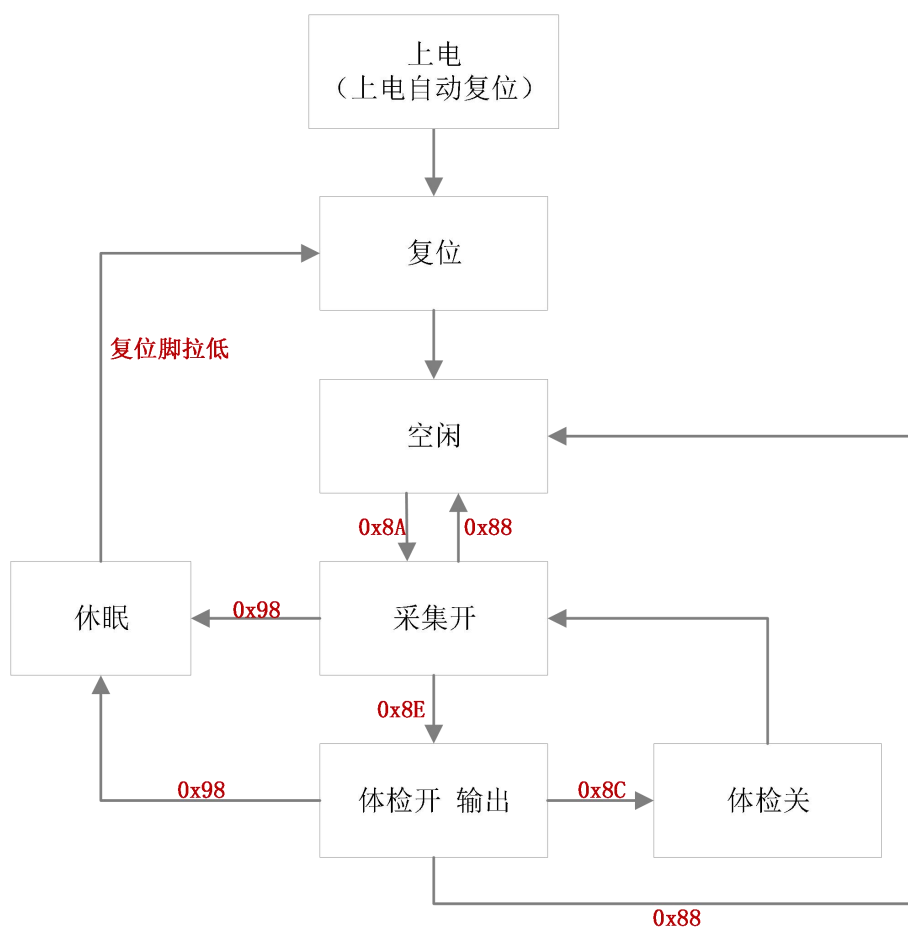 上电
（上电自动复位）
复位
复位脚拉低
空闲
0x8A
0x88
休眠
0x98
采集开
0x8E
0x98
体检开 输出
0x8C
体检关
0x88